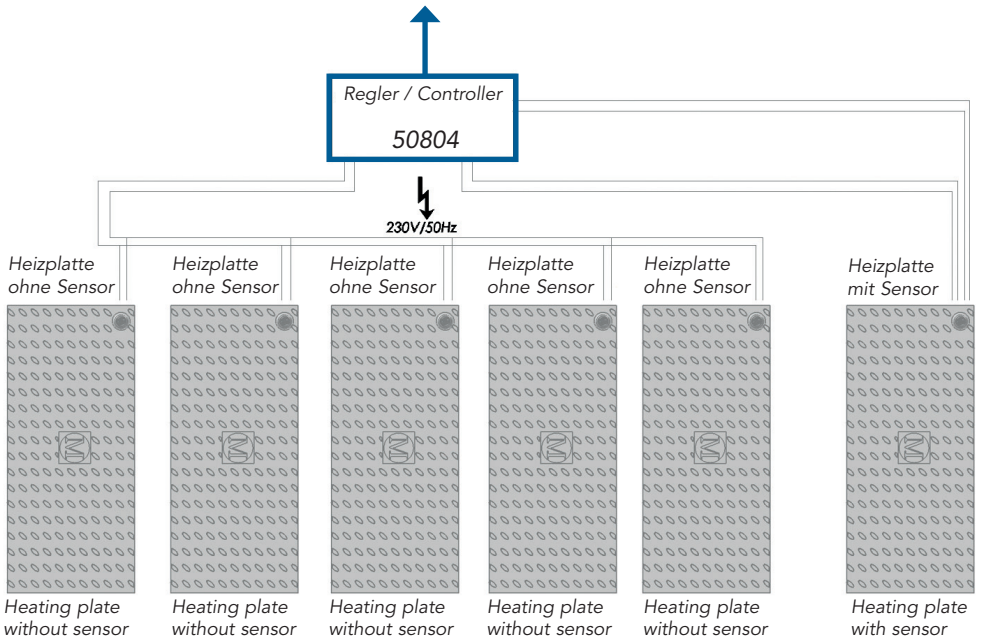 Regler / Controller
50804
230V/50Hz
Heizplatte
ohne Sensor
Heizplatte
ohne Sensor
Heizplatte
ohne Sensor
Heizplatte
ohne Sensor
Heizplatte
ohne Sensor
Heizplatte
mit Sensor
M
M
M
M
M
M
Heating plate
without sensor
Heating plate
without sensor
Heating plate
without sensor
Heating plate
without sensor
Heating plate
without sensor
Heating plate
with sensor